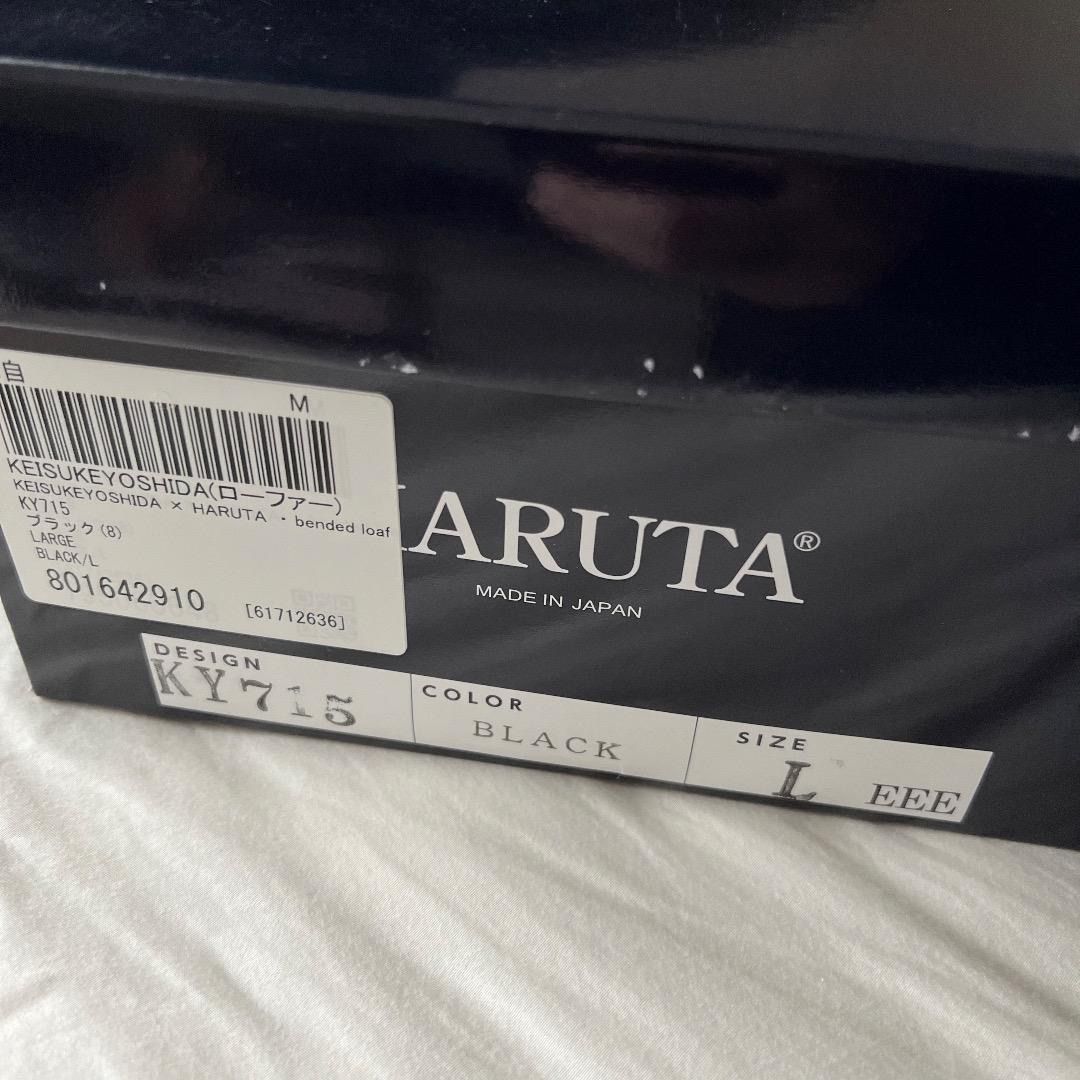 自
M
KEISUKEYOSHIDA(ローファー)
KEISUKEYOSHIDA × HARUTA ・bended loaf
KY715
ブラック(8)
LARGE
BLACK/L
801642910 [61712636]
HARUTA®
MADE IN JAPAN
DESIGN
KY715
COLOR
BLACK
SIZE
L EEE